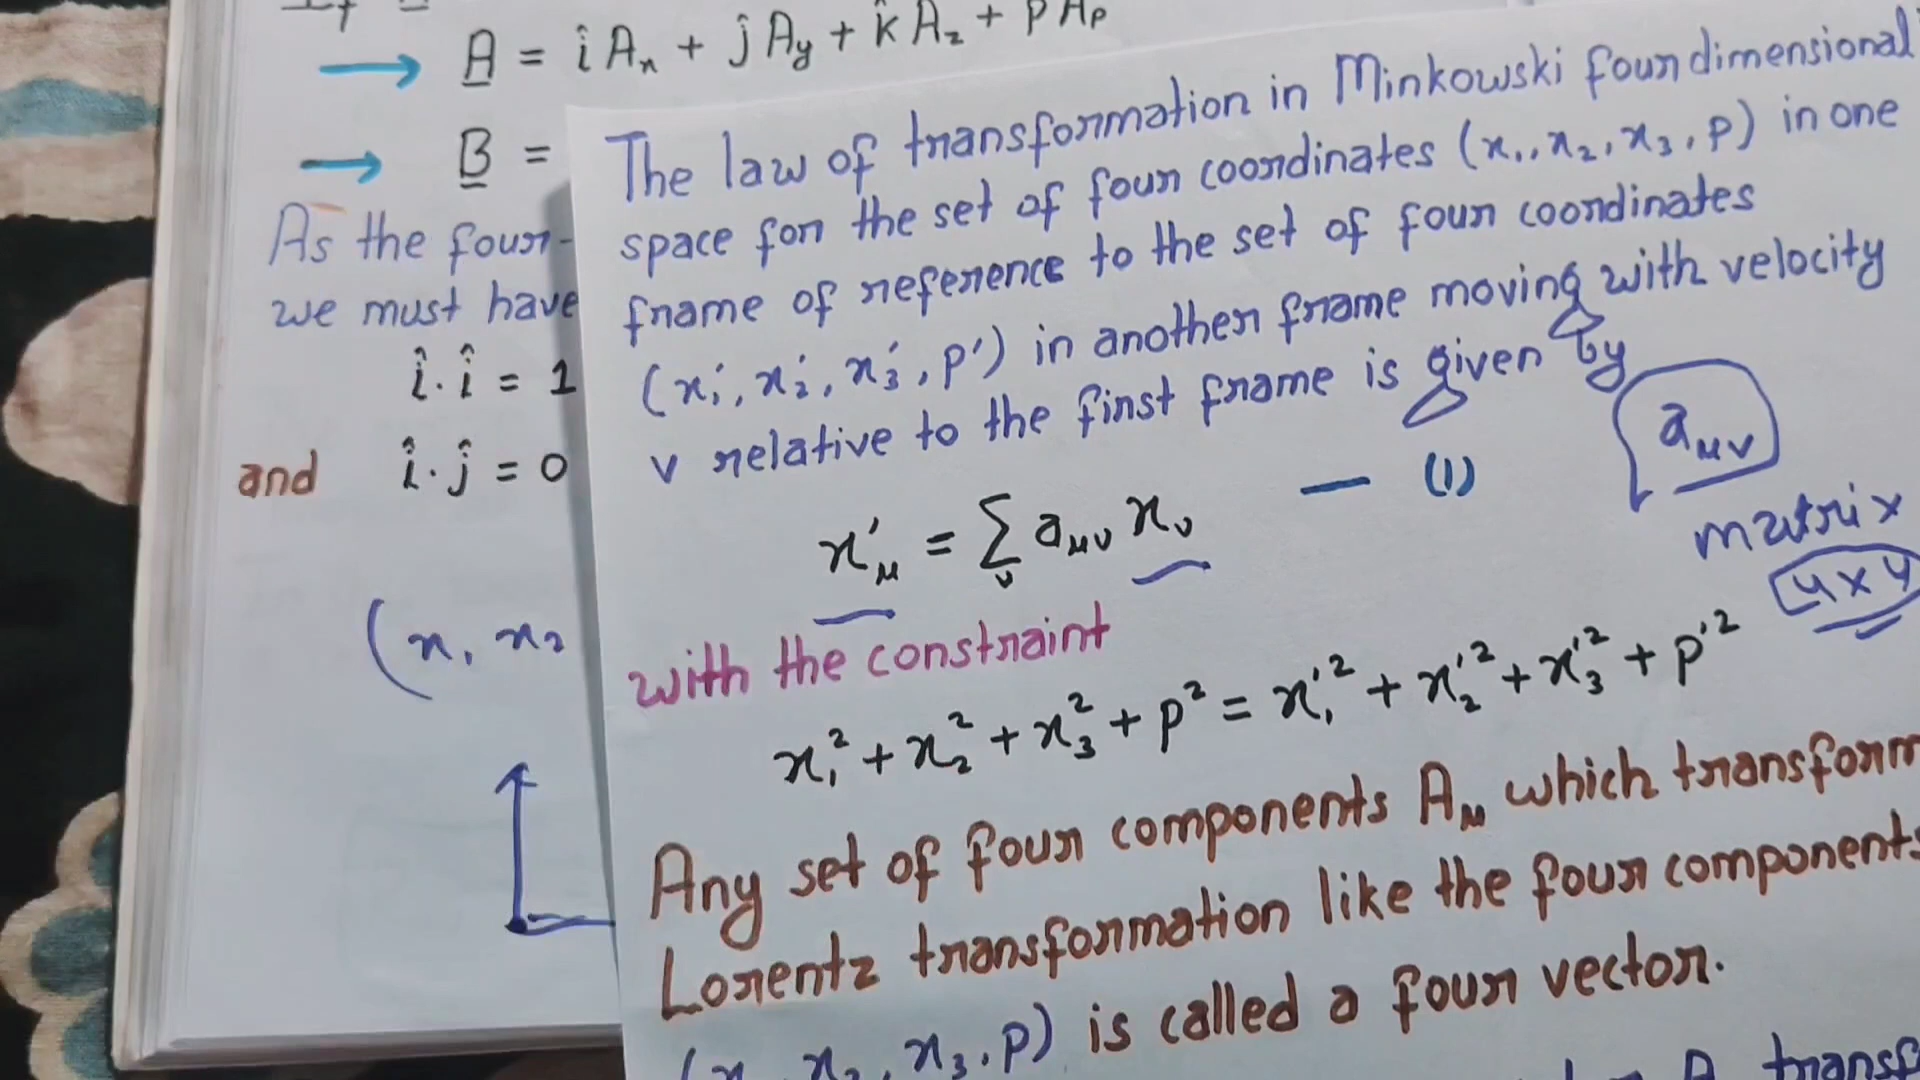 A = î Ax + ĵ Ay + k̂ Az + p̂ Ap
B =
As the four-
we must have
î · î = 1
and î · ĵ = 0
(x1 x2
The law of transformation in Minkowski four dimensional
space for the set of four coordinates (x1, x2, x3, p) in one
frame of reference to the set of four coordinates
(x1', x2', x3', p') in another frame moving with velocity
v relative to the first frame is given by
x'μ = Σν aμν xν — (1)
aμν
matrix
4 x 4
with the constraint
x1² + x2² + x3² + p² = x1'² + x2'² + x3'² + p'²
Any set of four components Aμ which transform
Lorentz transformation like the four components
x2, x3, p) is called a four vector.